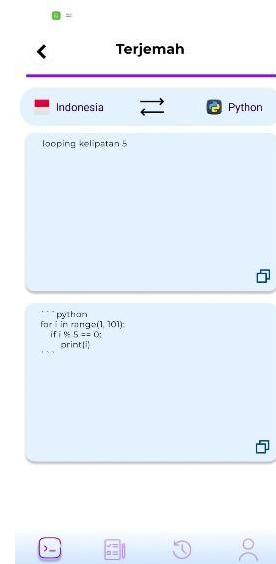 Terjemah
Indonesia Python
looping kelipatan 5
```python
for i in range(1, 101):
if i % 5 == 0:
print(i)
```